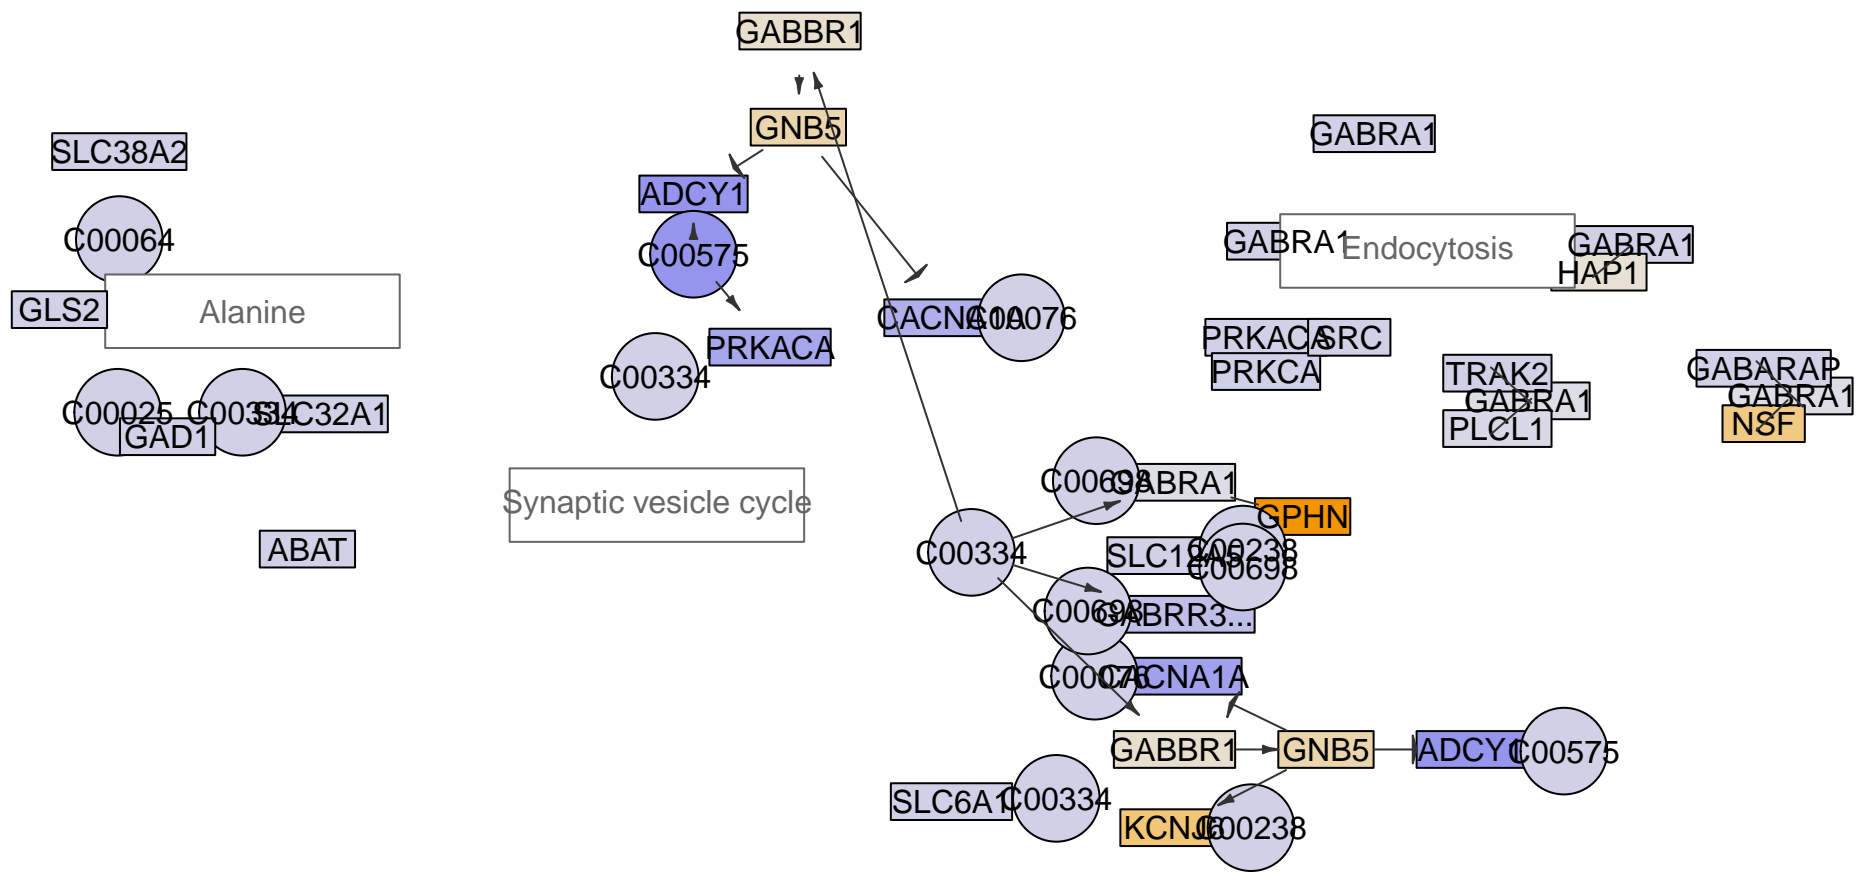 GABBR1
GNB5
SLC38A2
GABRA1
ADCY1
C00064
C00575
GABRA1
Endocytosis
GABRA1
HAP1
GLS2
Alanine
CACNA1A
C00076
PRKACA
C00334
PRKACA
SRC
PRKCA
TRAK2
GABRA1
PLCL1
GABARAP
GABRA1
NSF
C00025
C00334
SLC32A1
GAD1
Synaptic vesicle cycle
C00698
GABRA1
GPHN
ABAT
C00334
SLC12A5
C00238
C00698
C00698
GABRR3...
C00076
CACNA1A
GABBR1
GNB5
ADCY1
C00575
SLC6A1
C00334
KCNJ6
C00238